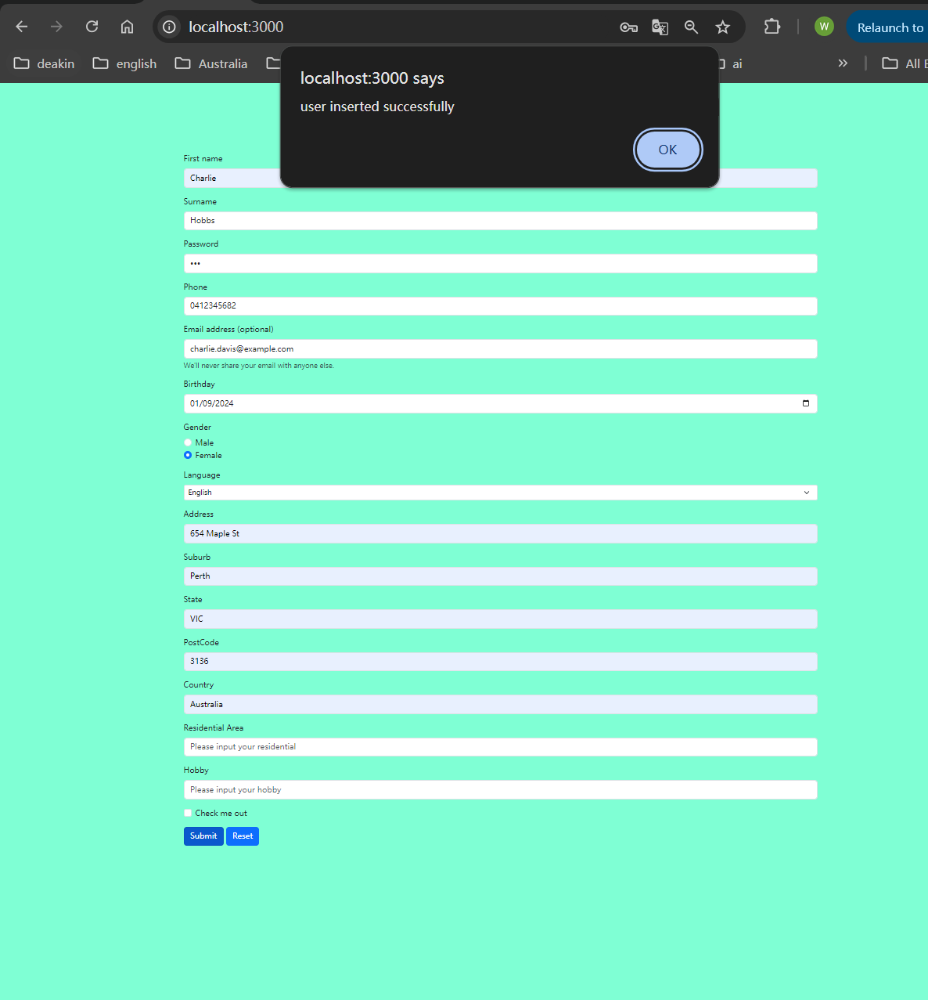 localhost:3000
W
Relaunch to
deakin
english
Australia
ai
All
localhost:3000 says
user inserted successfully
OK
First name
Charlie
Surname
Hobbs
Password
•••
Phone
0412345682
Email address (optional)
charlie.davis@example.com
We'll never share your email with anyone else.
Birthday
01/09/2024
Gender
Male
Female
Language
English
Address
654 Maple St
Suburb
Perth
State
VIC
PostCode
3136
Country
Australia
Residential Area
Please input your residential
Hobby
Please input your hobby
Check me out
Submit Reset